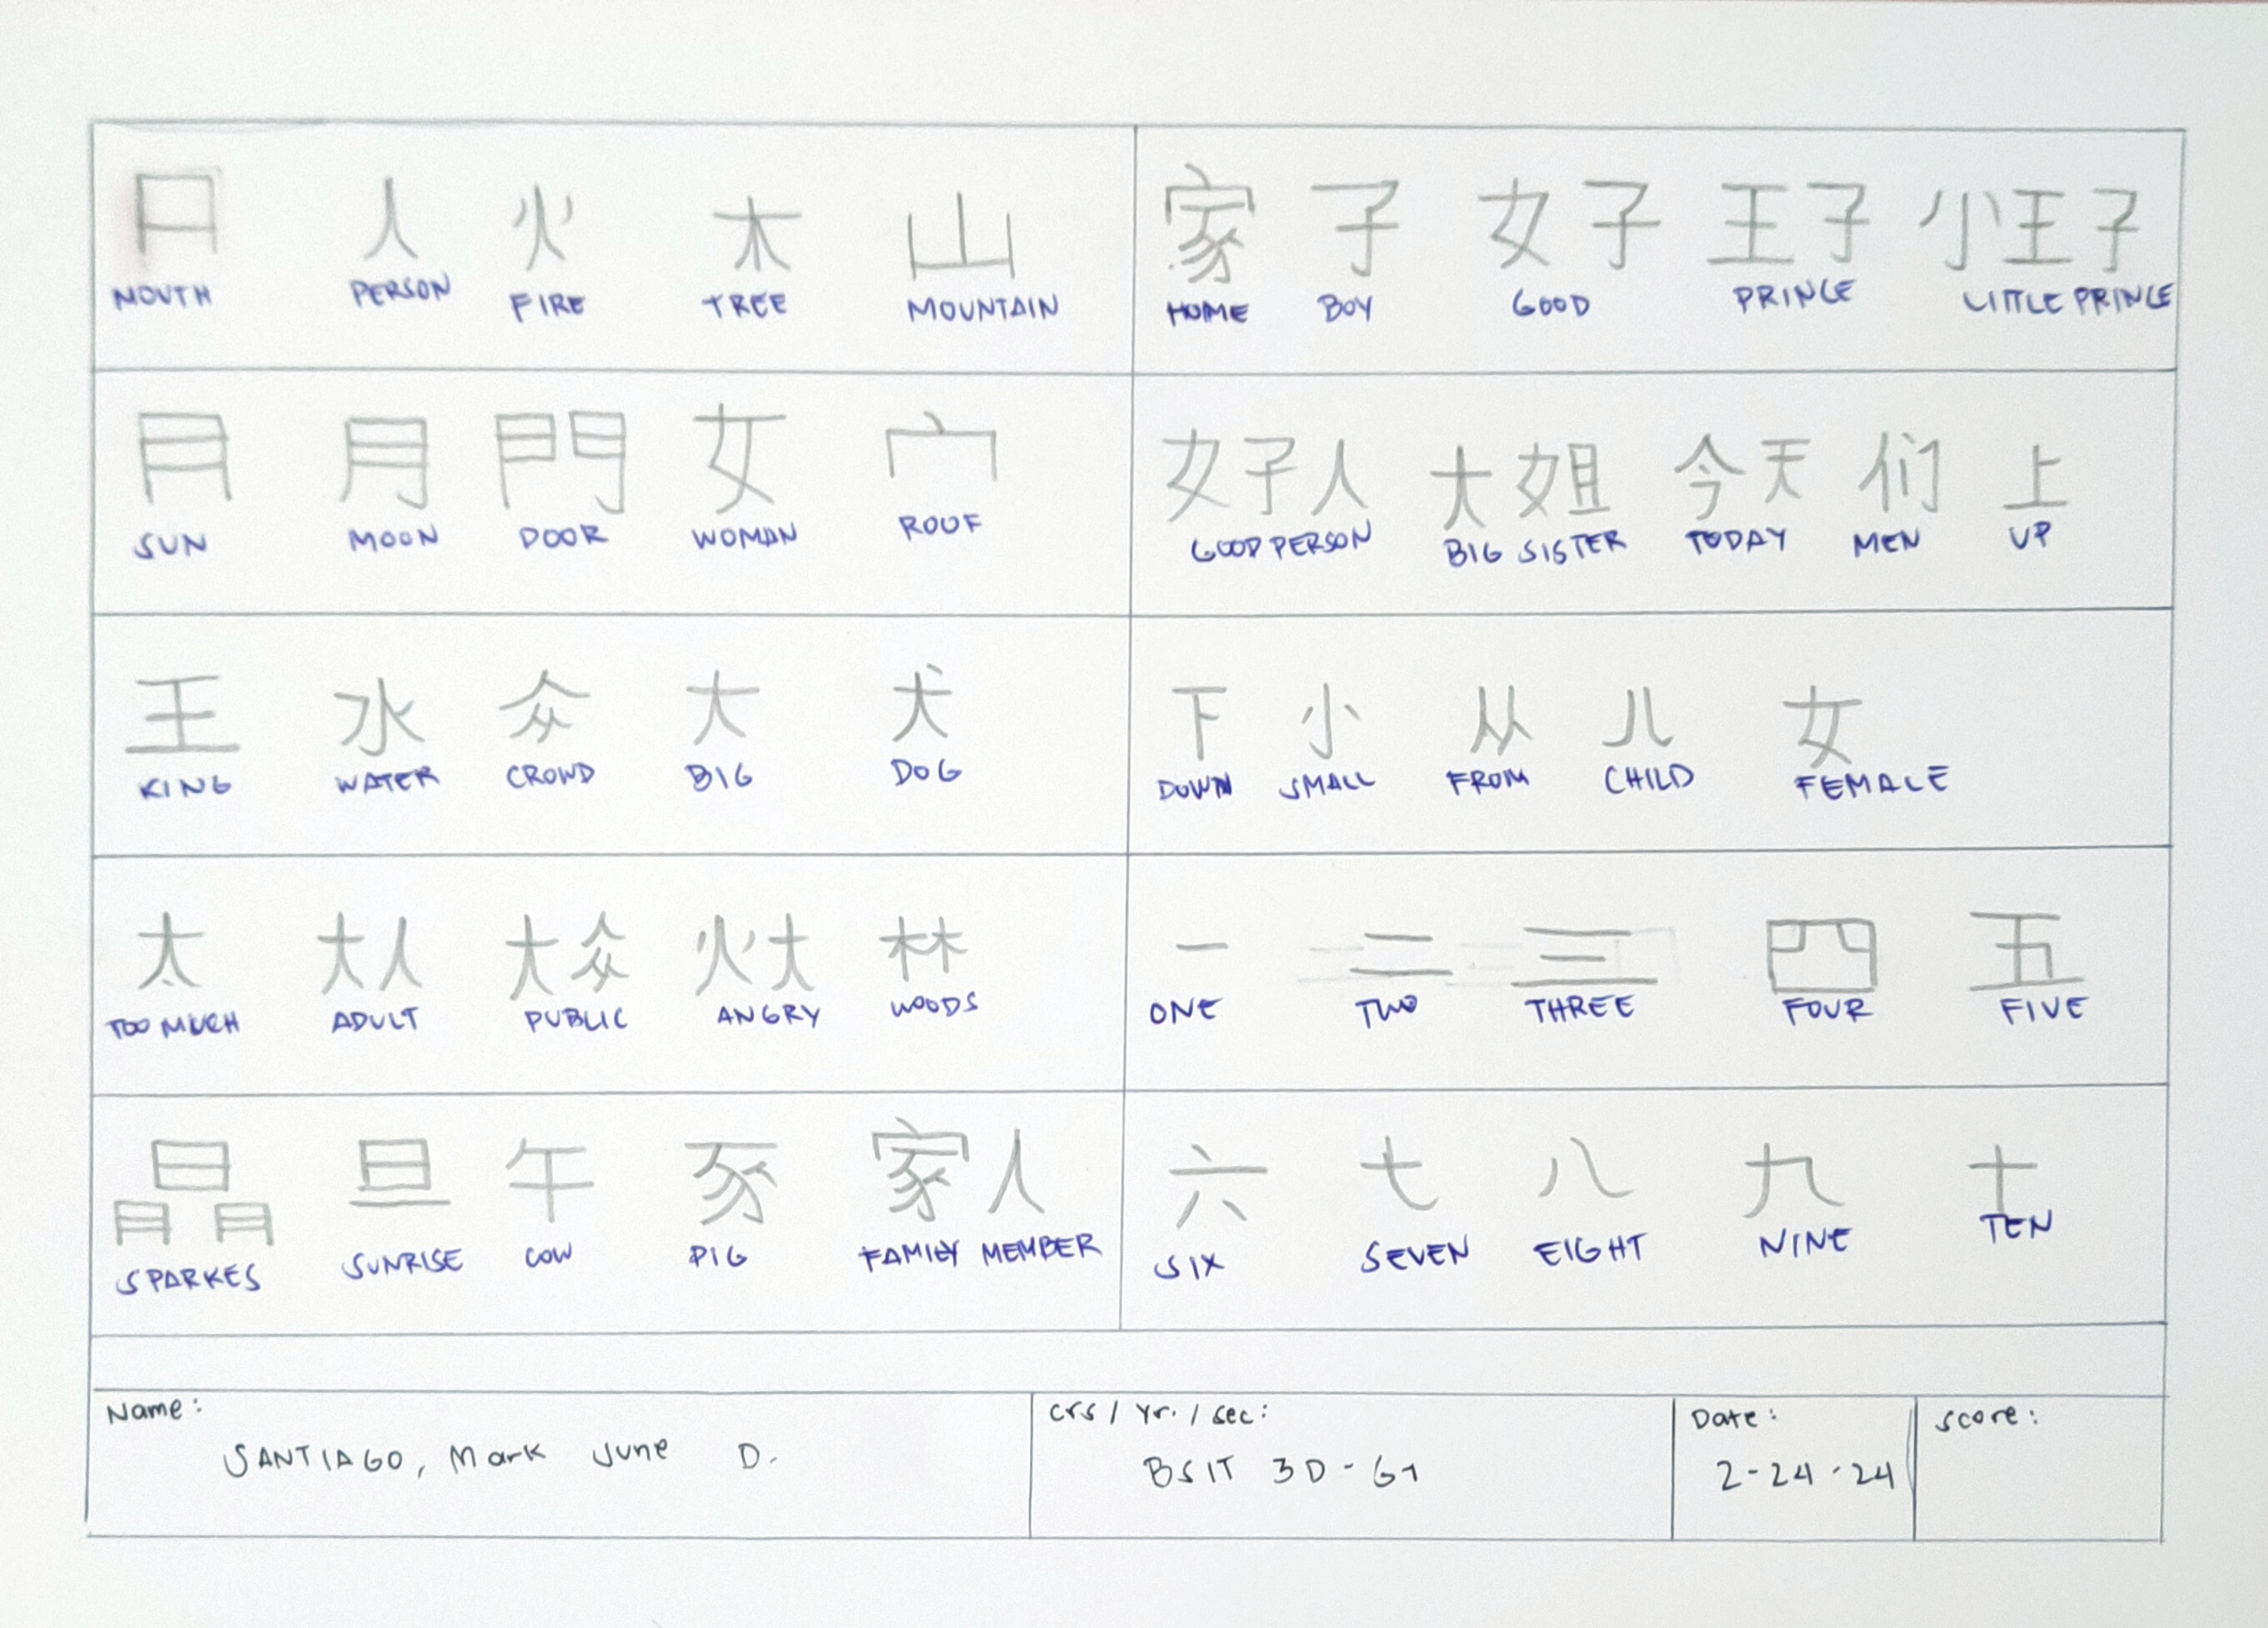 口 人 火 木 山
MOUTH PERSON FIRE TREE MOUNTAIN
家 子 女子 王子 小王子
HOME BOY GOOD PRINCE LITTLE PRINCE
日 月 門 女 宀
SUN MOON DOOR WOMAN ROOF
女子人 大姐 今天 们 上
GOOD PERSON BIG SISTER TODAY MEN UP
王 水 众 大 犬
KING WATER CROWD BIG DOG
下 小 从 儿 女
DOWN SMALL FROM CHILD FEMALE
太 大人 大众 火大 林
TOO MUCH ADULT PUBLIC ANGRY WOODS
一 二 三 四 五
ONE TWO THREE FOUR FIVE
晶 旦 午 豕 家人
SPARKES SUNRISE COW PIG FAMILY MEMBER
六 七 八 九 十
SIX SEVEN EIGHT NINE TEN
Name:
SANTIAGO, Mark June D.
crs / Yr. / sec:
BSIT 3D - G1
Date:
2-24-24
score: